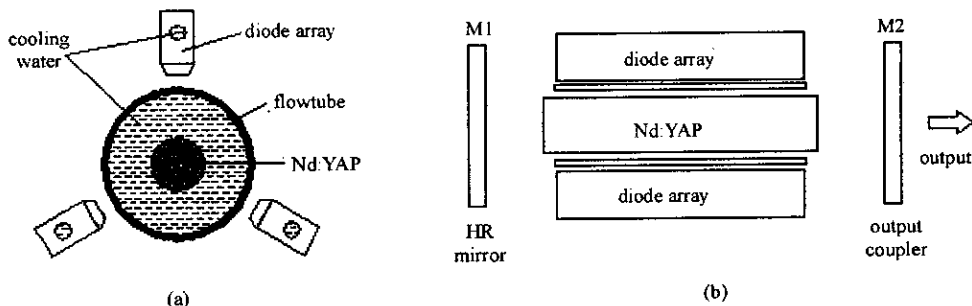 cooling
water
diode array
flowtube
Nd:YAP
(a)
M1
HR
mirror
diode array
Nd:YAP
diode array
M2
output
output
coupler
(b)